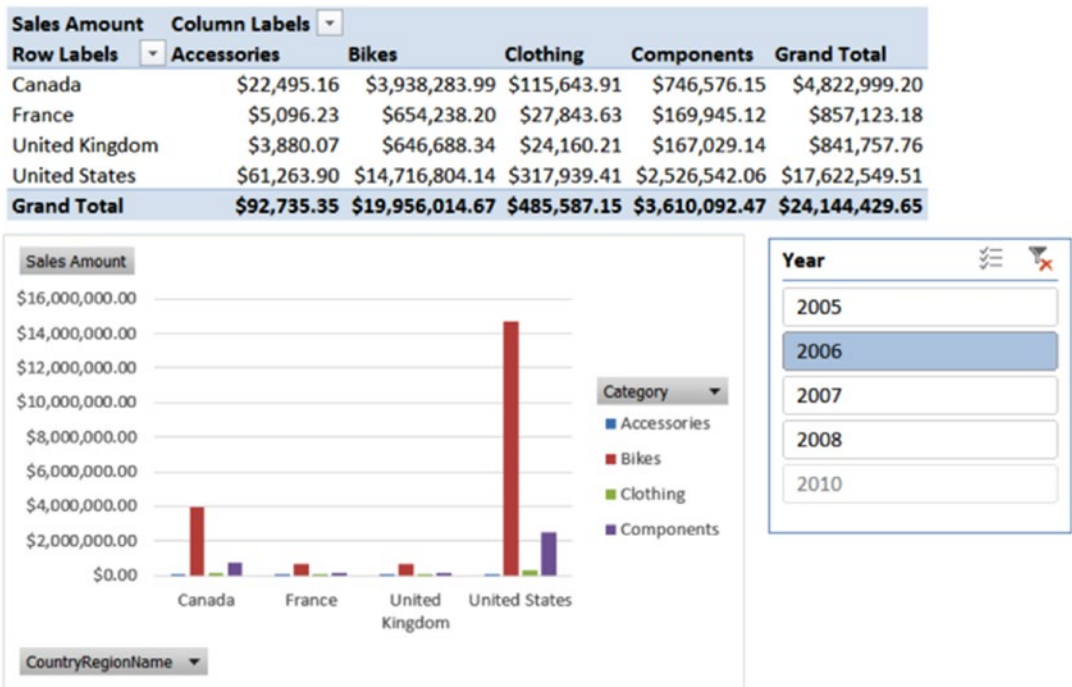 Sales Amount Column Labels
Row Labels Accessories Bikes Clothing Components Grand Total
Canada $22,495.16 $3,938,283.99 $115,643.91 $746,576.15 $4,822,999.20
France $5,096.23 $654,238.20 $27,843.63 $169,945.12 $857,123.18
United Kingdom $3,880.07 $646,688.34 $24,160.21 $167,029.14 $841,757.76
United States $61,263.90 $14,716,804.14 $317,939.41 $2,526,542.06 $17,622,549.51
Grand Total $92,735.35 $19,956,014.67 $485,587.15 $3,610,092.47 $24,144,429.65
Sales Amount
$16,000,000.00
$14,000,000.00
$12,000,000.00
$10,000,000.00
$8,000,000.00
$6,000,000.00
$4,000,000.00
$2,000,000.00
$0.00
Canada France United Kingdom United States
Category
Accessories
Bikes
Clothing
Components
CountryRegionName
Year
2005
2006
2007
2008
2010